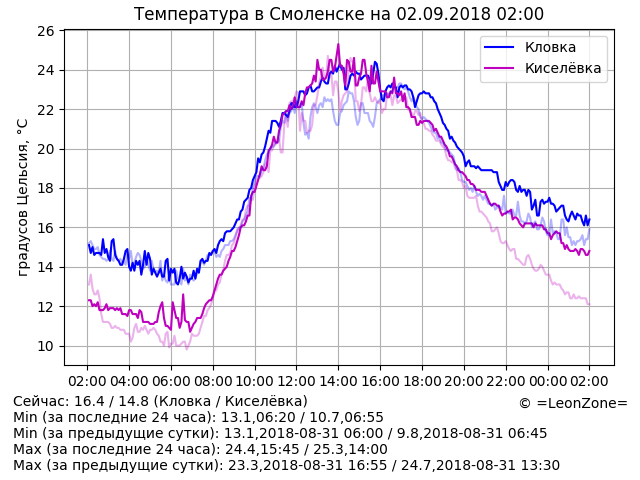 Температура в Смоленске на 02.09.2018 02:00
26
24
22
20
18
16
14
12
10
градусов Цельсия, °C
Кловка
Киселёвка
02:00 04:00 06:00 08:00 10:00 12:00 14:00 16:00 18:00 20:00 22:00 00:00 02:00
Сейчас: 16.4 / 14.8 (Кловка / Киселёвка)
© =LeonZone=
Min (за последние 24 часа): 13.1,06:20 / 10.7,06:55
Min (за предыдущие сутки): 13.1,2018-08-31 06:00 / 9.8,2018-08-31 06:45
Max (за последние 24 часа): 24.4,15:45 / 25.3,14:00
Max (за предыдущие сутки): 23.3,2018-08-31 16:55 / 24.7,2018-08-31 13:30